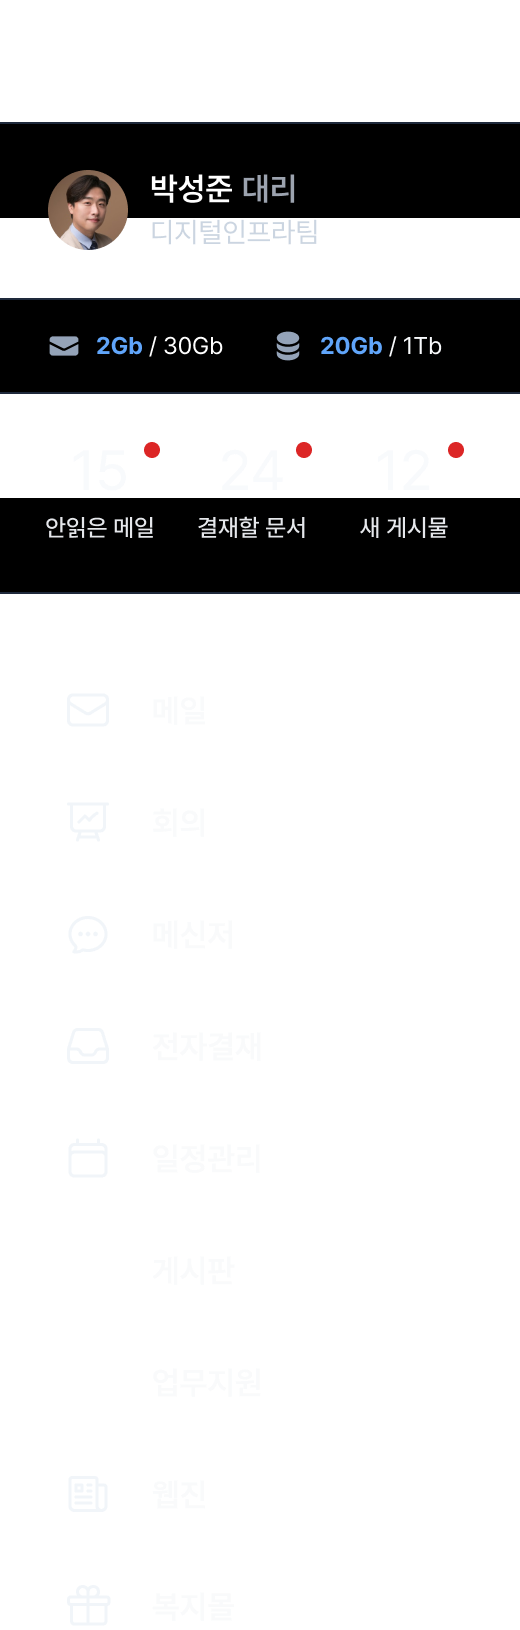 박성준 대리
디지털인프라팀
2Gb / 30Gb 20Gb / 1Tb
15 24 12
안읽은 메일 결재할 문서 새 게시물
메일
회의
메신저
전자결재
일정관리
게시판
업무지원
웹진
복지몰